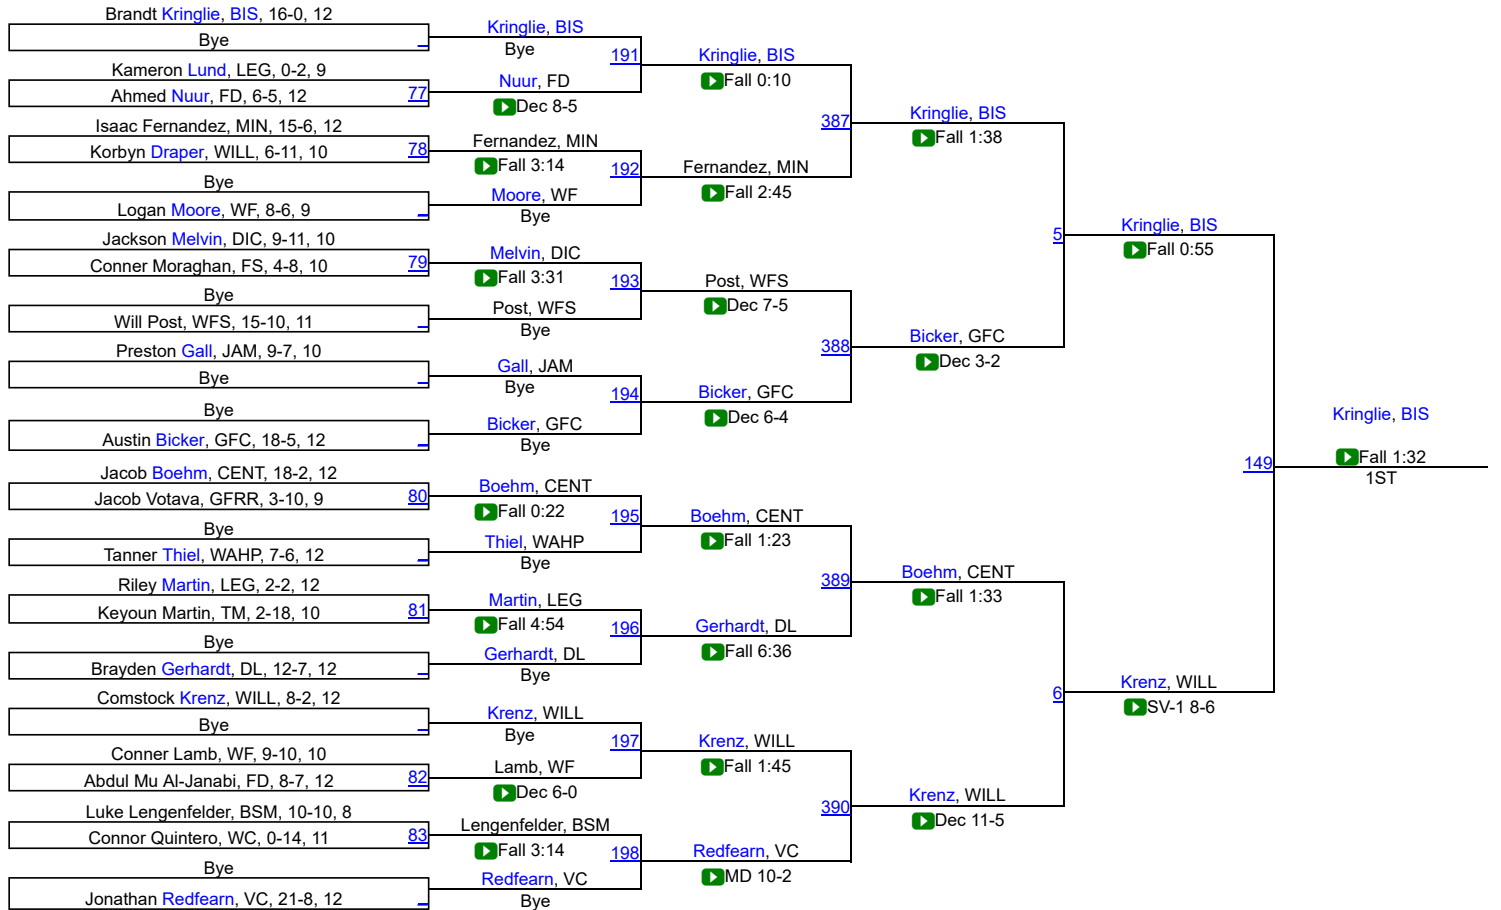 Brandt Kringlie, BIS, 16-0, 12
Bye
Kameron Lund, LEG, 0-2, 9
Ahmed Nuur, FD, 6-5, 12
77
Isaac Fernandez, MIN, 15-6, 12
Korbyn Draper, WILL, 6-11, 10
78
Bye
Logan Moore, WF, 8-6, 9
Jackson Melvin, DIC, 9-11, 10
Conner Moraghan, FS, 4-8, 10
79
Bye
Will Post, WFS, 15-10, 11
Preston Gall, JAM, 9-7, 10
Bye
Bye
Austin Bicker, GFC, 18-5, 12
Jacob Boehm, CENT, 18-2, 12
Jacob Votava, GFRR, 3-10, 9
80
Bye
Tanner Thiel, WAHP, 7-6, 12
Riley Martin, LEG, 2-2, 12
Keyoun Martin, TM, 2-18, 10
81
Bye
Brayden Gerhardt, DL, 12-7, 12
Comstock Krenz, WILL, 8-2, 12
Bye
Conner Lamb, WF, 9-10, 10
Abdul Mu Al-Janabi, FD, 8-7, 12
82
Luke Lengenfelder, BSM, 10-10, 8
Connor Quintero, WC, 0-14, 11
83
Bye
Jonathan Redfearn, VC, 21-8, 12
Kringlie, BIS
Bye
191
Nuur, FD
Dec 8-5
Fernandez, MIN
Fall 3:14
192
Moore, WF
Bye
Melvin, DIC
Fall 3:31
193
Post, WFS
Bye
Gall, JAM
Bye
194
Bicker, GFC
Bye
Boehm, CENT
Fall 0:22
195
Thiel, WAHP
Bye
Martin, LEG
Fall 4:54
196
Gerhardt, DL
Bye
Krenz, WILL
Bye
197
Lamb, WF
Dec 6-0
Lengenfelder, BSM
Fall 3:14
198
Redfearn, VC
Bye
Kringlie, BIS
Fall 0:10
387
Fernandez, MIN
Fall 2:45
Post, WFS
Dec 7-5
388
Bicker, GFC
Dec 6-4
Boehm, CENT
Fall 1:23
389
Gerhardt, DL
Fall 6:36
Krenz, WILL
Fall 1:45
390
Redfearn, VC
MD 10-2
Kringlie, BIS
Fall 1:38
5
Bicker, GFC
Dec 3-2
Boehm, CENT
Fall 1:33
6
Krenz, WILL
Dec 11-5
Kringlie, BIS
Fall 0:55
149
Krenz, WILL
SV-1 8-6
Kringlie, BIS
Fall 1:32
1ST